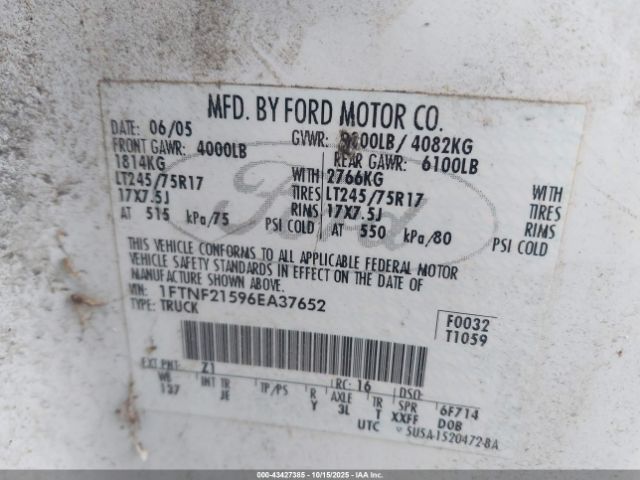 MFD. BY FORD MOTOR CO.
DATE: 06/05 GVWR: 9000LB/ 4082KG
FRONT GAWR: 4000LB REAR GAWR: 6100LB
1814KG WITH 2766KG WITH
LT245/75R17 TIRES LT245/75R17 TIRES
17X7.5J RIMS 17X7.5J RIMS
AT 515 kPa/75 PSI COLD AT 550 kPa/80 PSI COLD
THIS VEHICLE CONFORMS TO ALL APPLICABLE FEDERAL MOTOR
VEHICLE SAFETY STANDARDS IN EFFECT ON THE DATE OF
MANUFACTURE SHOWN ABOVE.
VIN: 1FTNF21596EA37652
TYPE: TRUCK
F0032
T1059
EXT PNT: Z1 RC: 16 DSO:
WB INT TR TP/PS R AXLE TR SPR 6F714
137 JE Y 3L T XXFF DOB
UTC 5U5A-1520472-BA
Ford
000-43427385 | 10/15/2025 | © IAA Holdings, LLC